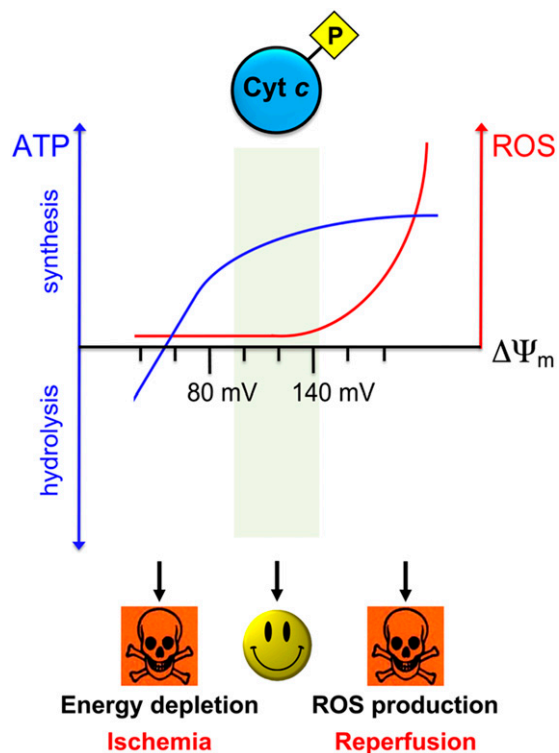 P
Cyt c
ATP
ROS
synthesis
hydrolysis
ΔΨm
80 mV
140 mV
Energy depletion
ROS production
Ischemia
Reperfusion